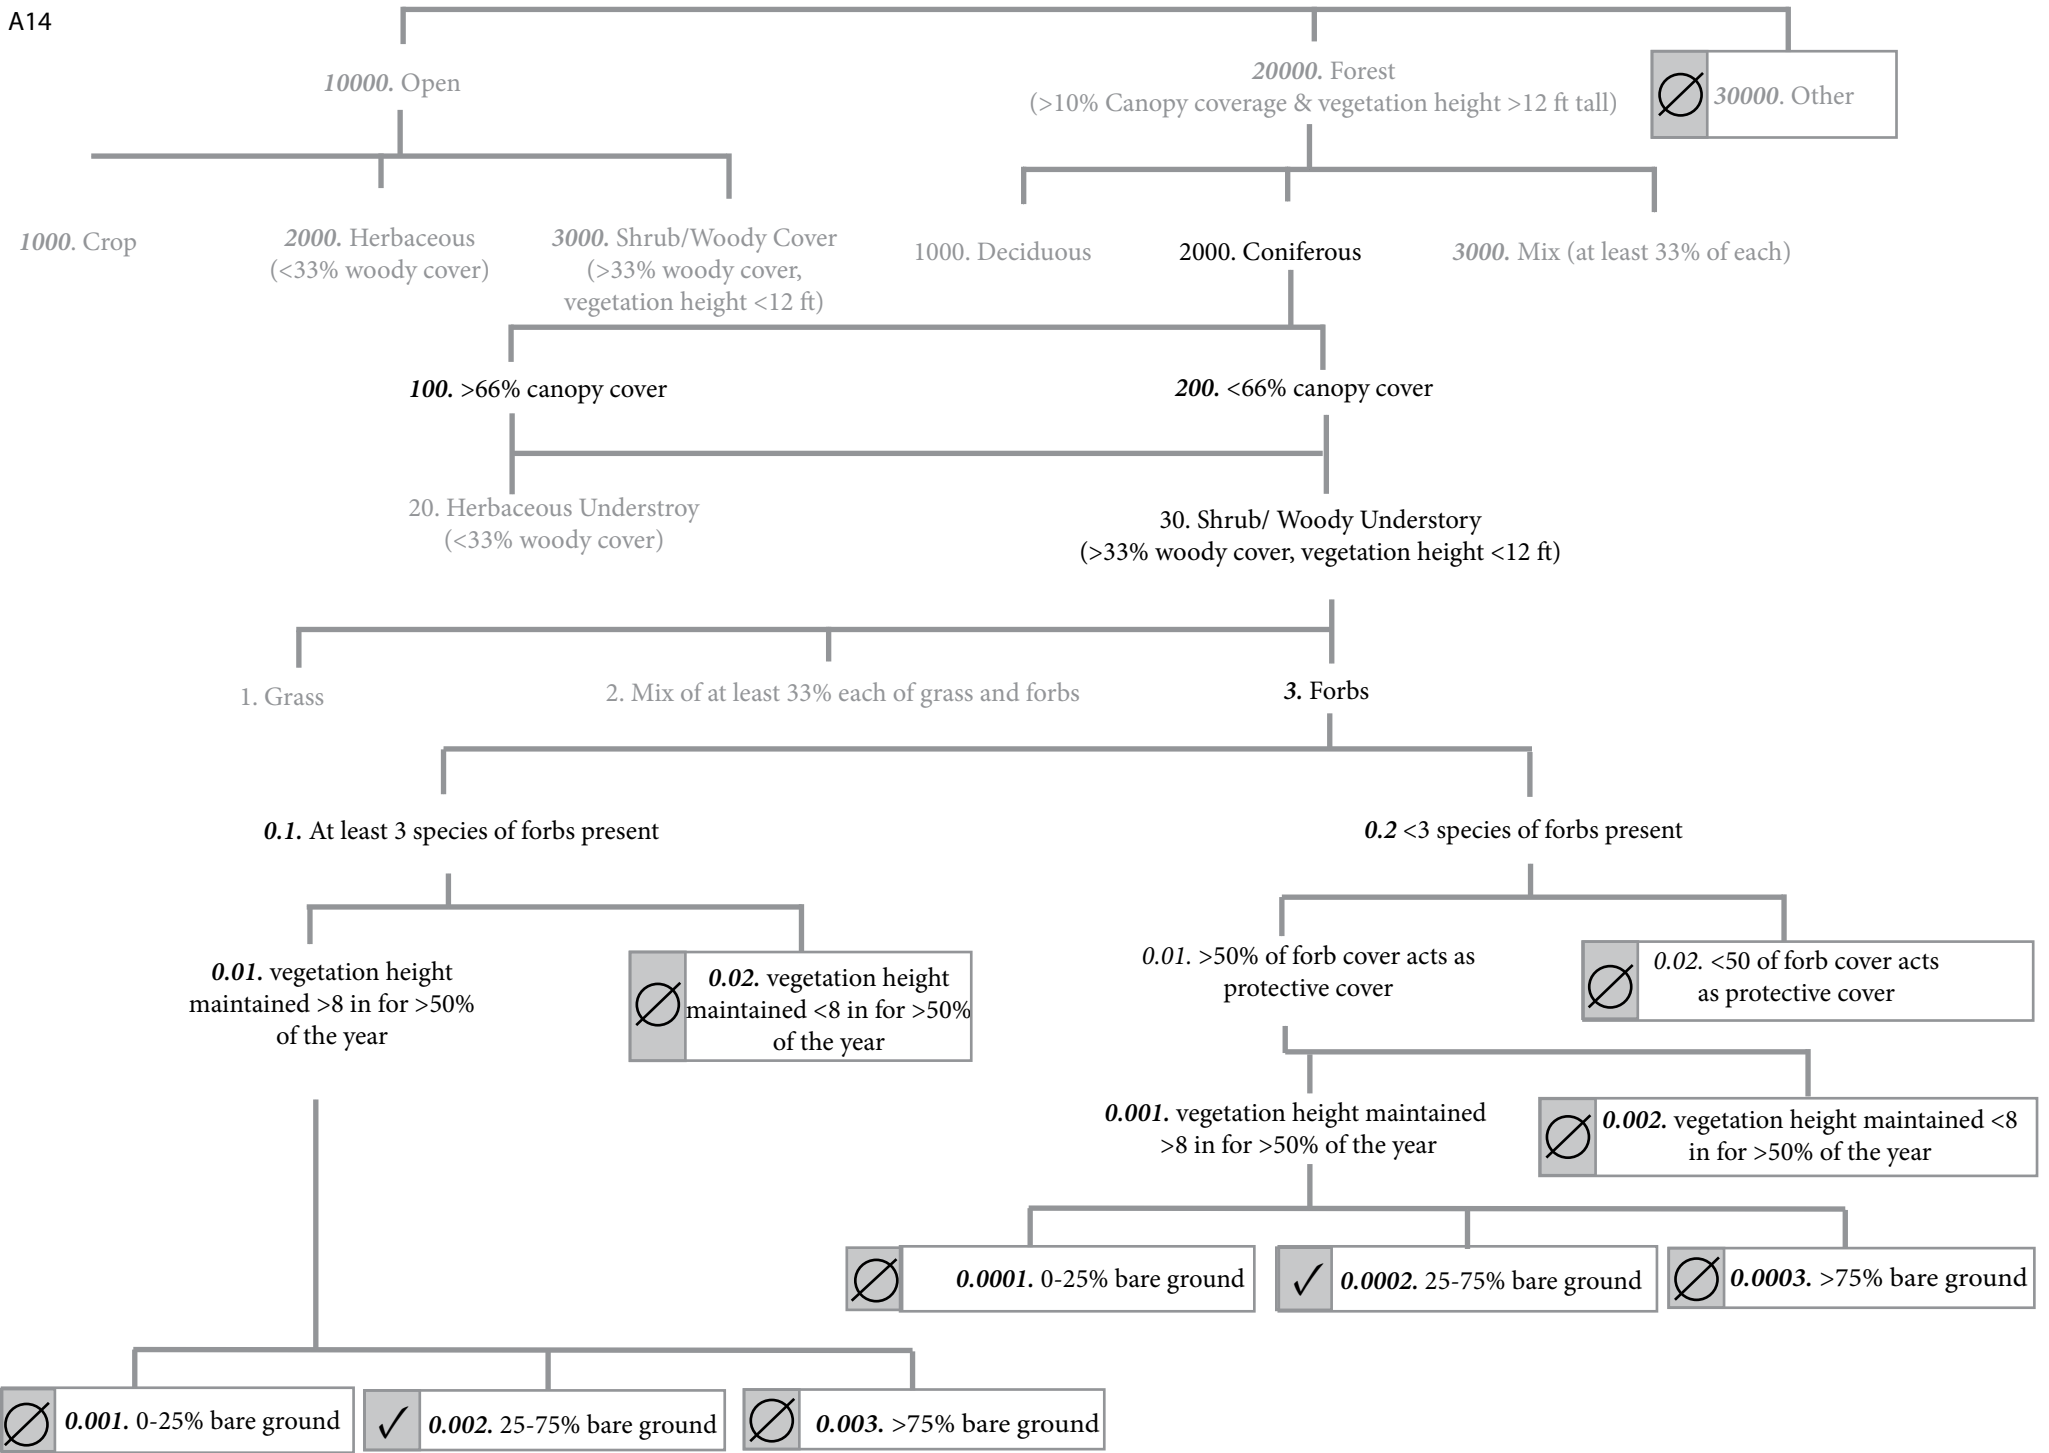 A14
10000. Open
20000. Forest
(>10% Canopy coverage & vegetation height >12 ft tall)
30000. Other
1000. Crop
2000. Herbaceous
(<33% woody cover)
3000. Shrub/Woody Cover
(>33% woody cover,
vegetation height <12 ft)
1000. Deciduous
2000. Coniferous
3000. Mix (at least 33% of each)
100. >66% canopy cover
200. <66% canopy cover
20. Herbaceous Understroy
(<33% woody cover)
30. Shrub/ Woody Understory
(>33% woody cover, vegetation height <12 ft)
1. Grass
2. Mix of at least 33% each of grass and forbs
3. Forbs
0.1. At least 3 species of forbs present
0.2 <3 species of forbs present
0.01. vegetation height
maintained >8 in for >50%
of the year
0.02. vegetation height
maintained <8 in for >50%
of the year
0.01. >50% of forb cover acts as
protective cover
0.02. <50 of forb cover acts
as protective cover
0.001. vegetation height maintained
>8 in for >50% of the year
0.002. vegetation height maintained <8
in for >50% of the year
0.0001. 0-25% bare ground
0.0002. 25-75% bare ground
0.0003. >75% bare ground
0.001. 0-25% bare ground
0.002. 25-75% bare ground
0.003. >75% bare ground